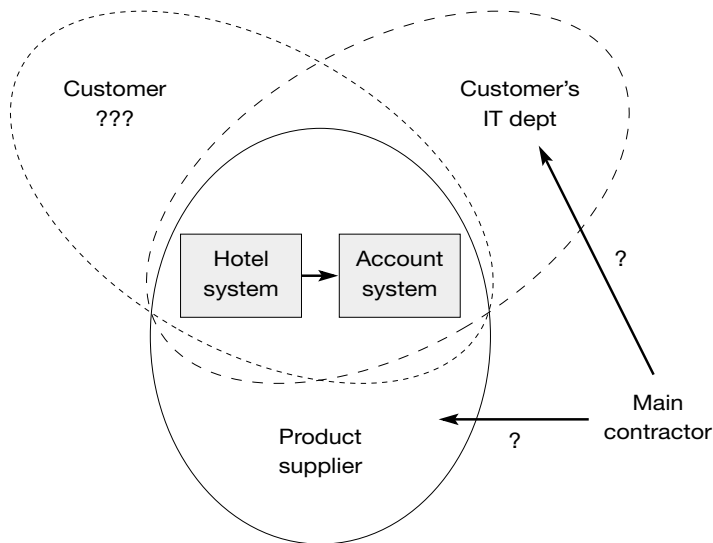 Customer
???
Customer's
IT dept
Hotel
system
Account
system
?
Main
contractor
?
Product
supplier